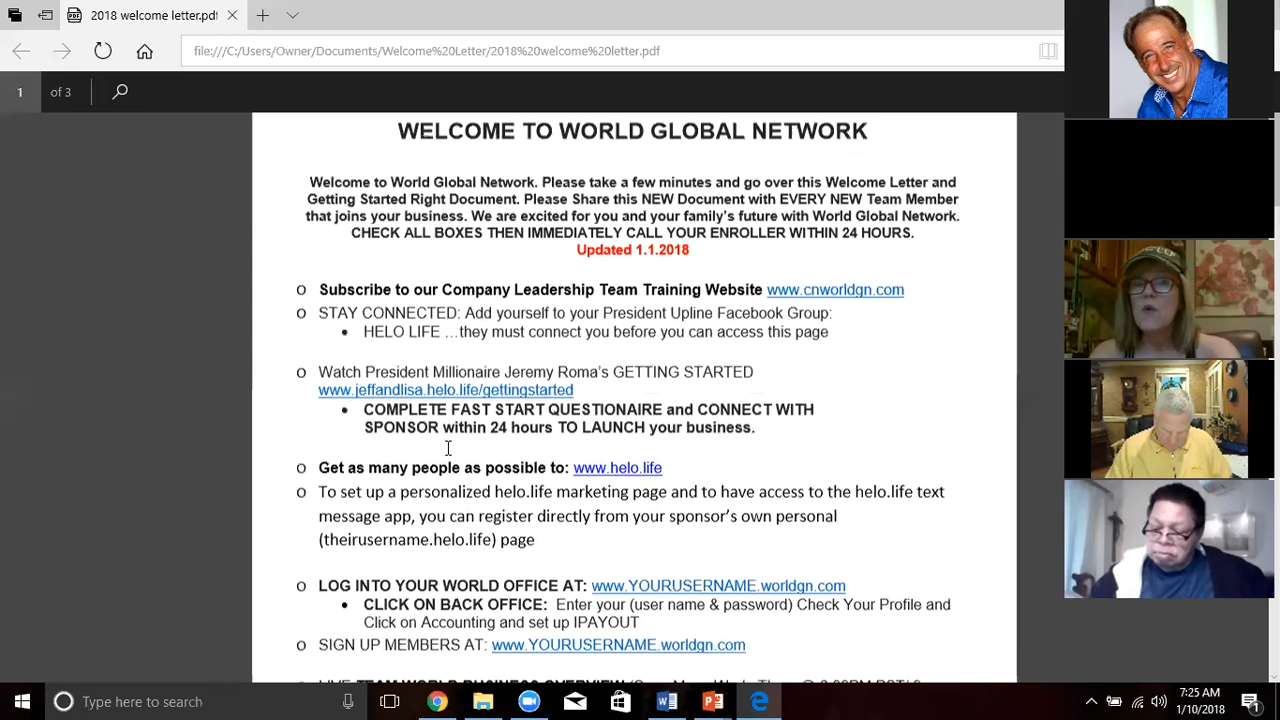 2018 welcome letter.pdf
file:///C:/Users/Owner/Documents/Welcome%20Letter/2018%20welcome%20letter.pdf
1 of 3
WELCOME TO WORLD GLOBAL NETWORK
Welcome to World Global Network. Please take a few minutes and go over this Welcome Letter and
Getting Started Right Document. Please Share this NEW Document with EVERY NEW Team Member
that joins your business. We are excited for you and your family's future with World Global Network.
CHECK ALL BOXES THEN IMMEDIATELY CALL YOUR ENROLLER WITHIN 24 HOURS.
Updated 1.1.2018
o Subscribe to our Company Leadership Team Training Website www.cnworldgn.com
o STAY CONNECTED: Add yourself to your President Upline Facebook Group:
• HELO LIFE …they must connect you before you can access this page
o Watch President Millionaire Jeremy Roma's GETTING STARTED
www.jeffandlisa.helo.life/gettingstarted
• COMPLETE FAST START QUESTIONAIRE and CONNECT WITH
SPONSOR within 24 hours TO LAUNCH your business.
o Get as many people as possible to: www.helo.life
o To set up a personalized helo.life marketing page and to have access to the helo.life text
message app, you can register directly from your sponsor's own personal
(theirusername.helo.life) page
o LOG INTO YOUR WORLD OFFICE AT: www.YOURUSERNAME.worldgn.com
• CLICK ON BACK OFFICE: Enter your (user name & password) Check Your Profile and
Click on Accounting and set up IPAYOUT
o SIGN UP MEMBERS AT: www.YOURUSERNAME.worldgn.com
Type here to search
7:25 AM
1/10/2018